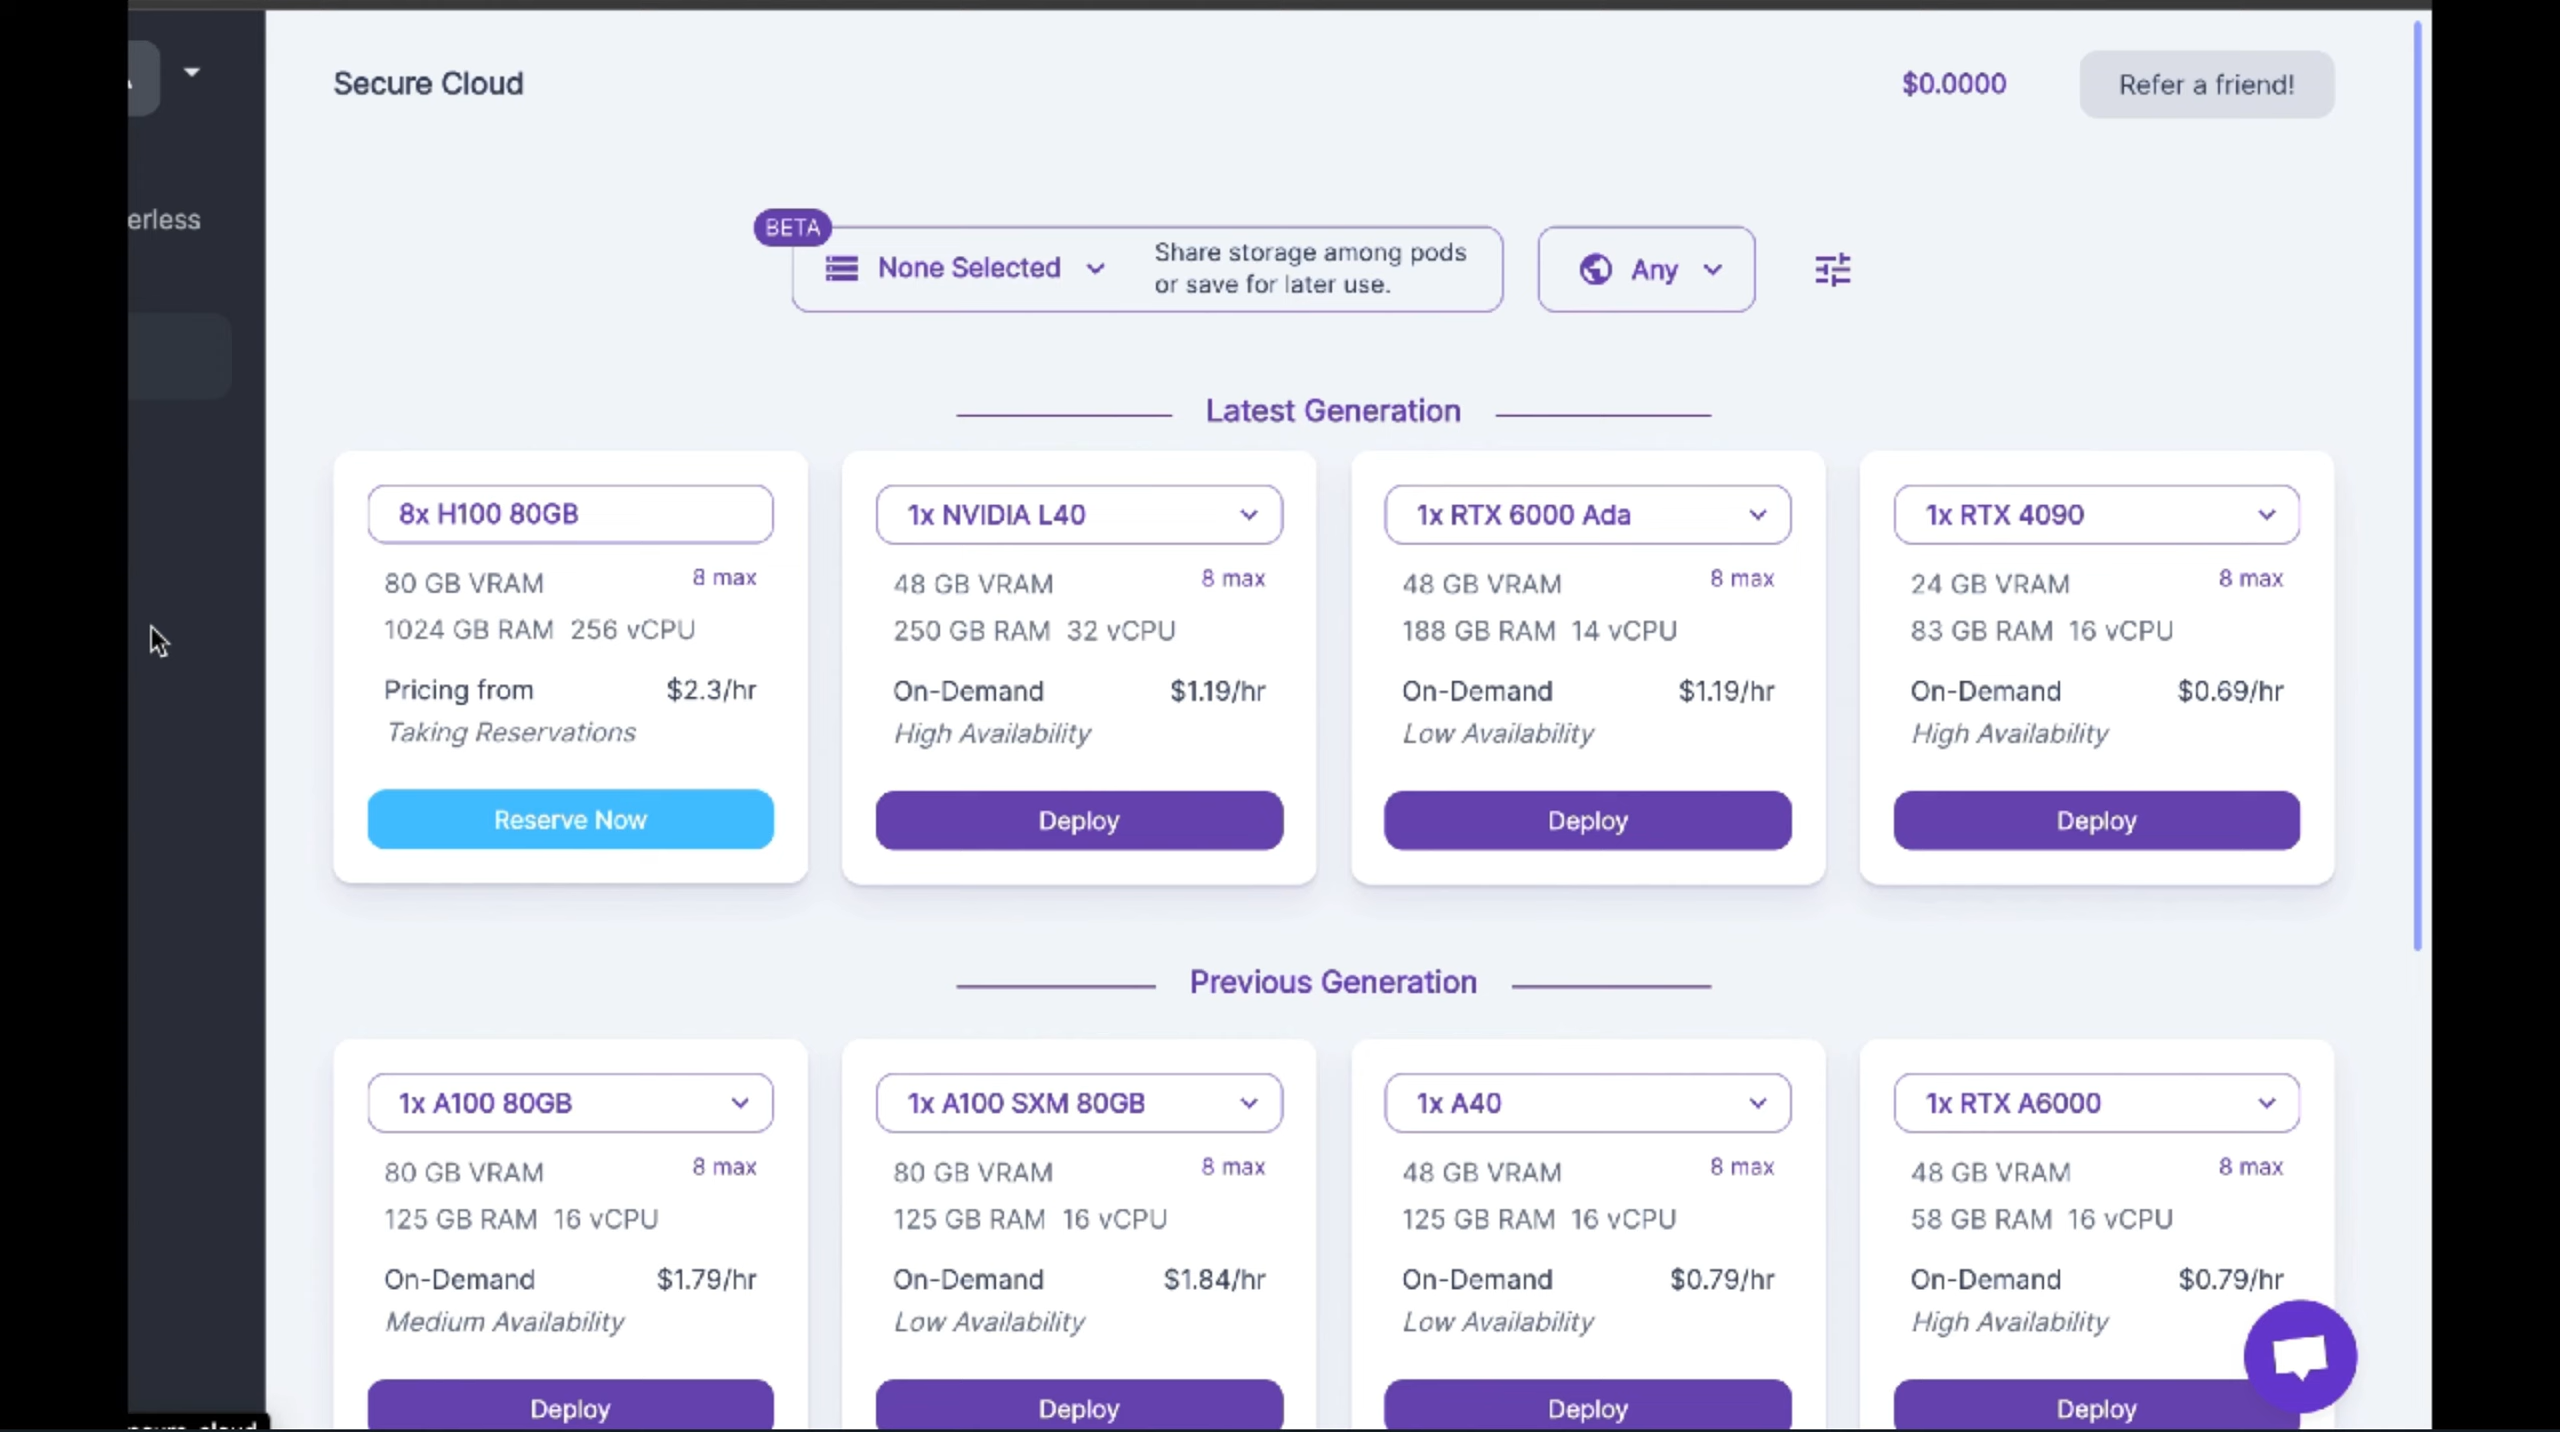 Secure Cloud
$0.0000
Refer a friend!
erless
BETA
None Selected
Share storage among pods
or save for later use.
Any
Latest Generation
8x H100 80GB
80 GB VRAM 8 max
1024 GB RAM 256 vCPU
Pricing from $2.3/hr
Taking Reservations
Reserve Now
1x NVIDIA L40
48 GB VRAM 8 max
250 GB RAM 32 vCPU
On-Demand $1.19/hr
High Availability
Deploy
1x RTX 6000 Ada
48 GB VRAM 8 max
188 GB RAM 14 vCPU
On-Demand $1.19/hr
Low Availability
Deploy
1x RTX 4090
24 GB VRAM 8 max
83 GB RAM 16 vCPU
On-Demand $0.69/hr
High Availability
Deploy
Previous Generation
1x A100 80GB
80 GB VRAM 8 max
125 GB RAM 16 vCPU
On-Demand $1.79/hr
Medium Availability
Deploy
1x A100 SXM 80GB
80 GB VRAM 8 max
125 GB RAM 16 vCPU
On-Demand $1.84/hr
Low Availability
Deploy
1x A40
48 GB VRAM 8 max
125 GB RAM 16 vCPU
On-Demand $0.79/hr
Low Availability
Deploy
1x RTX A6000
48 GB VRAM 8 max
58 GB RAM 16 vCPU
On-Demand $0.79/hr
High Availability
Deploy